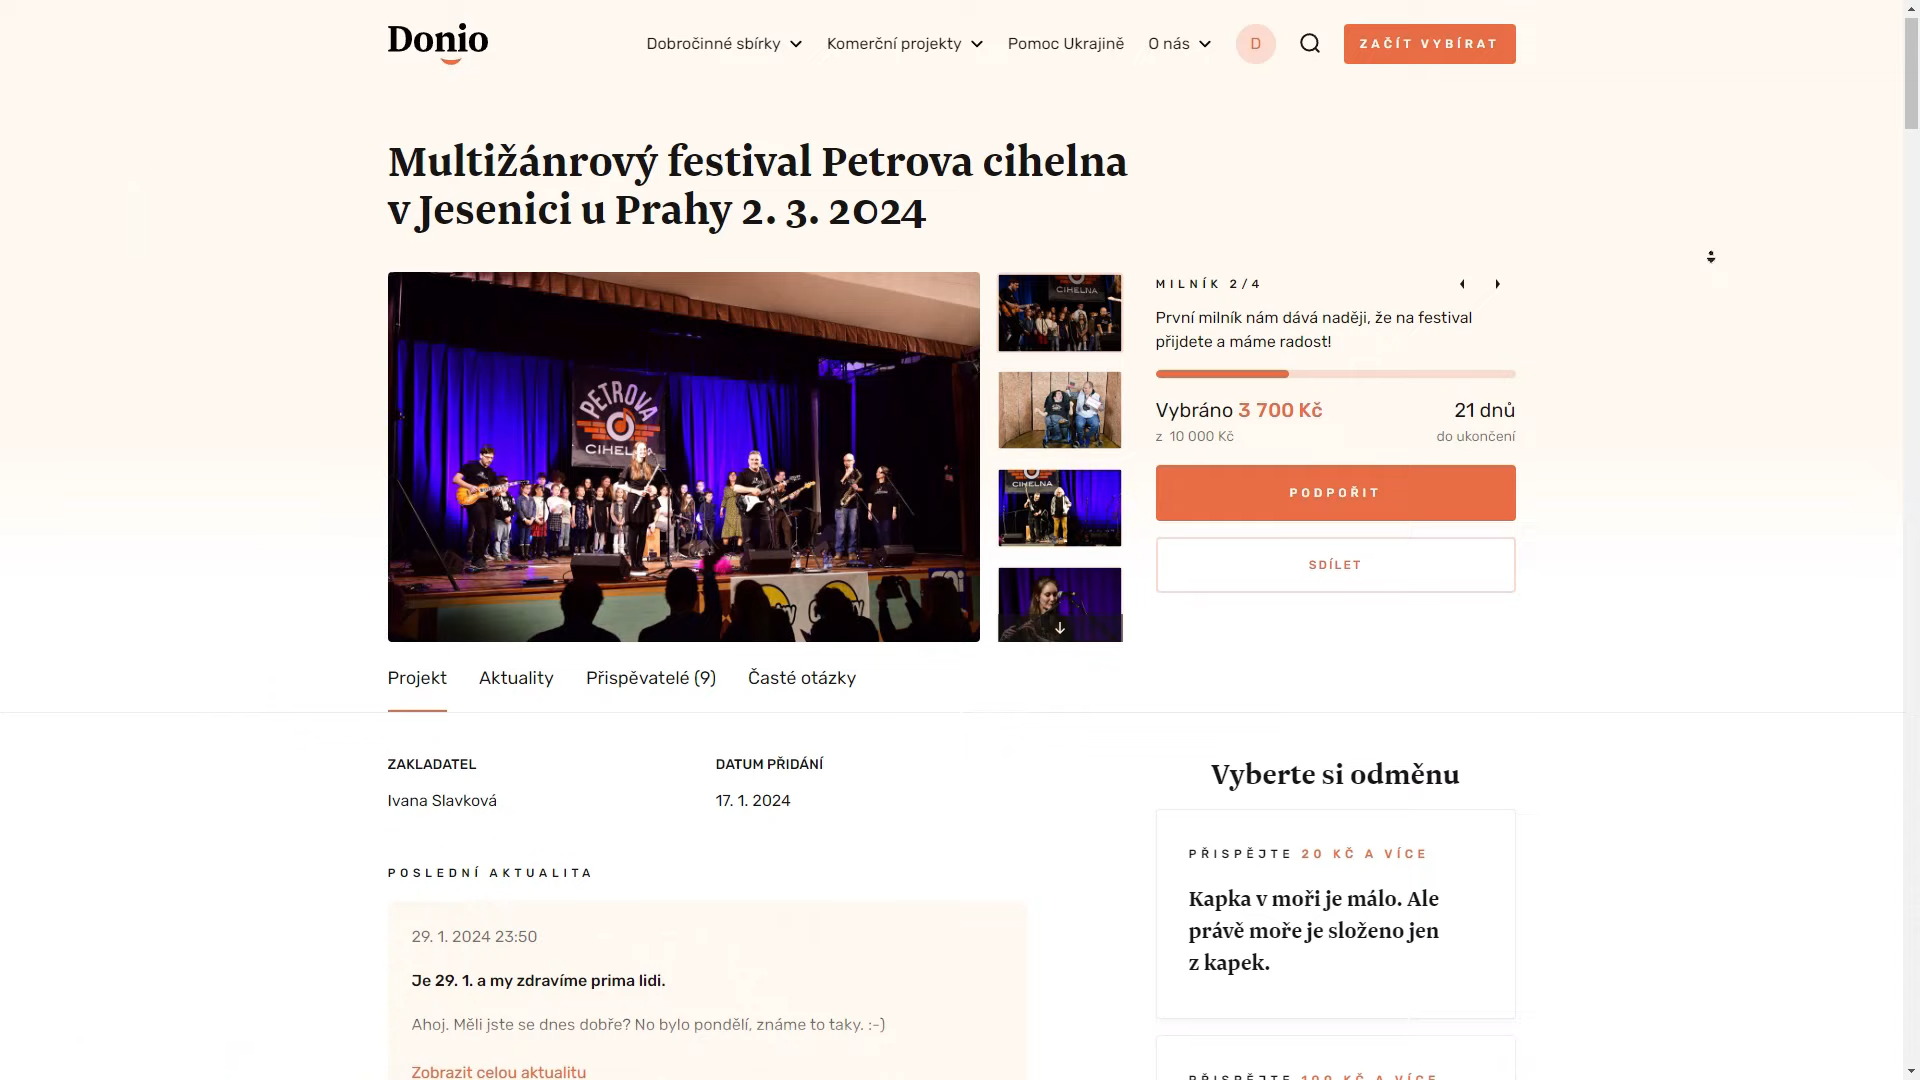 Donio
Dobročinné sbírky
Komerční projekty
Pomoc Ukrajině
O nás
D
ZAČÍT VYBÍRAT
Multižánrový festival Petrova cihelna
v Jesenici u Prahy 2. 3. 2024
PETROVA
CIHELNA
CIHELNA
MILNÍK 2/4
První milník nám dává naději, že na festival
přijdete a máme radost!
Vybráno 3 700 Kč
21 dnů
z 10 000 Kč
do ukončení
PODPOŘIT
SDÍLET
Projekt
Aktuality
Přispěvatelé (9)
Časté otázky
ZAKLADATEL
DATUM PŘIDÁNÍ
Ivana Slavková
17. 1. 2024
Vyberte si odměnu
PŘISPĚJTE 20 KČ A VÍCE
Kapka v moři je málo. Ale
právě moře je složeno jen
z kapek.
POSLEDNÍ AKTUALITA
29. 1. 2024 23:50
Je 29. 1. a my zdravíme prima lidi.
Ahoj. Měli jste se dnes dobře? No bylo pondělí, známe to taky. :-)
Zobrazit celou aktualitu
PŘISPĚJTE 100 KČ A VÍCE